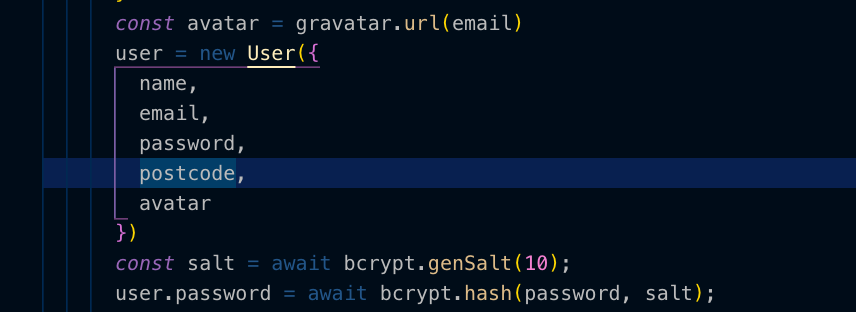 const avatar = gravatar.url(email)
user = new User({
name,
email,
password,
postcode,
avatar
})
const salt = await bcrypt.genSalt(10);
user.password = await bcrypt.hash(password, salt);